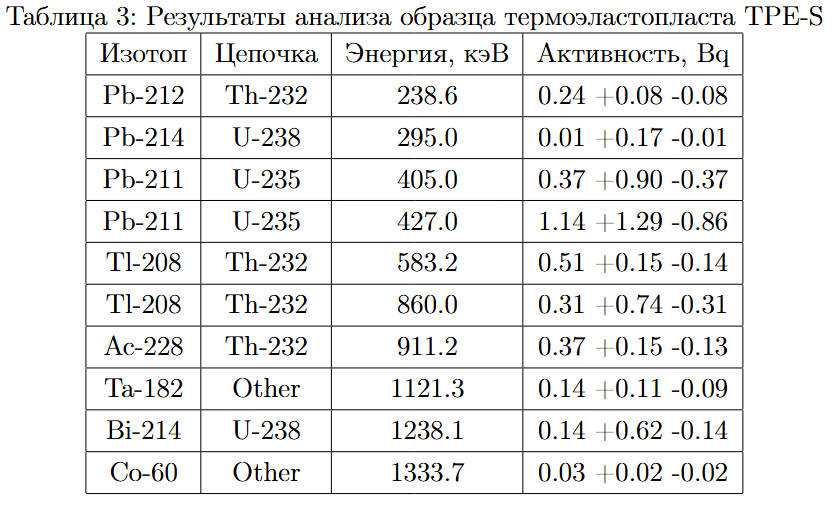 Таблица 3: Результаты анализа образца термоэластопласта TPE-S
Изотоп Цепочка Энергия, кэВ Активность, Bq
Pb-212 Th-232 238.6 0.24 +0.08 -0.08
Pb-214 U-238 295.0 0.01 +0.17 -0.01
Pb-211 U-235 405.0 0.37 +0.90 -0.37
Pb-211 U-235 427.0 1.14 +1.29 -0.86
Tl-208 Th-232 583.2 0.51 +0.15 -0.14
Tl-208 Th-232 860.0 0.31 +0.74 -0.31
Ac-228 Th-232 911.2 0.37 +0.15 -0.13
Ta-182 Other 1121.3 0.14 +0.11 -0.09
Bi-214 U-238 1238.1 0.14 +0.62 -0.14
Co-60 Other 1333.7 0.03 +0.02 -0.02